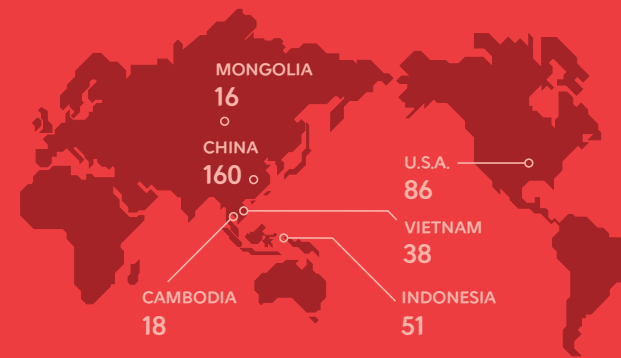 MONGOLIA
16
CHINA
160
U.S.A.
86
VIETNAM
38
CAMBODIA
18
INDONESIA
51